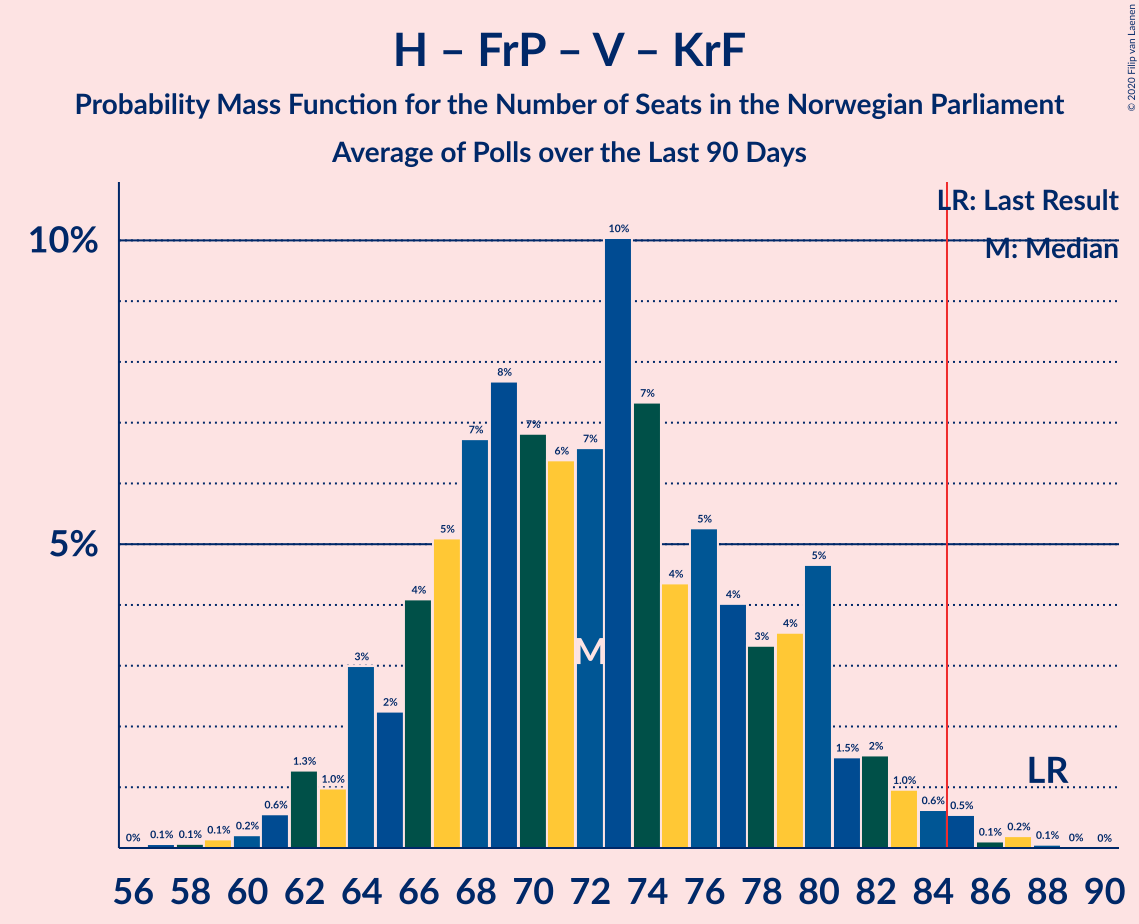 H – FrP – V – KrF
Probability Mass Function for the Number of Seats in the Norwegian Parliament
Average of Polls over the Last 90 Days
© 2020 Filip van Laenen
LR: Last Result
M: Median
10%
5%
0% 0.1% 0.1% 0.1% 0.2% 0.6% 1.3% 1.0% 3% 2% 4% 5% 7% 8% 7% 6% 7% 10% 7% 4% 5% 4% 3% 4% 5% 1.5% 2% 1.0% 0.6% 0.5% 0.1% 0.2% 0.1% 0% 0%
M
LR
56 58 60 62 64 66 68 70 72 74 76 78 80 82 84 86 88 90